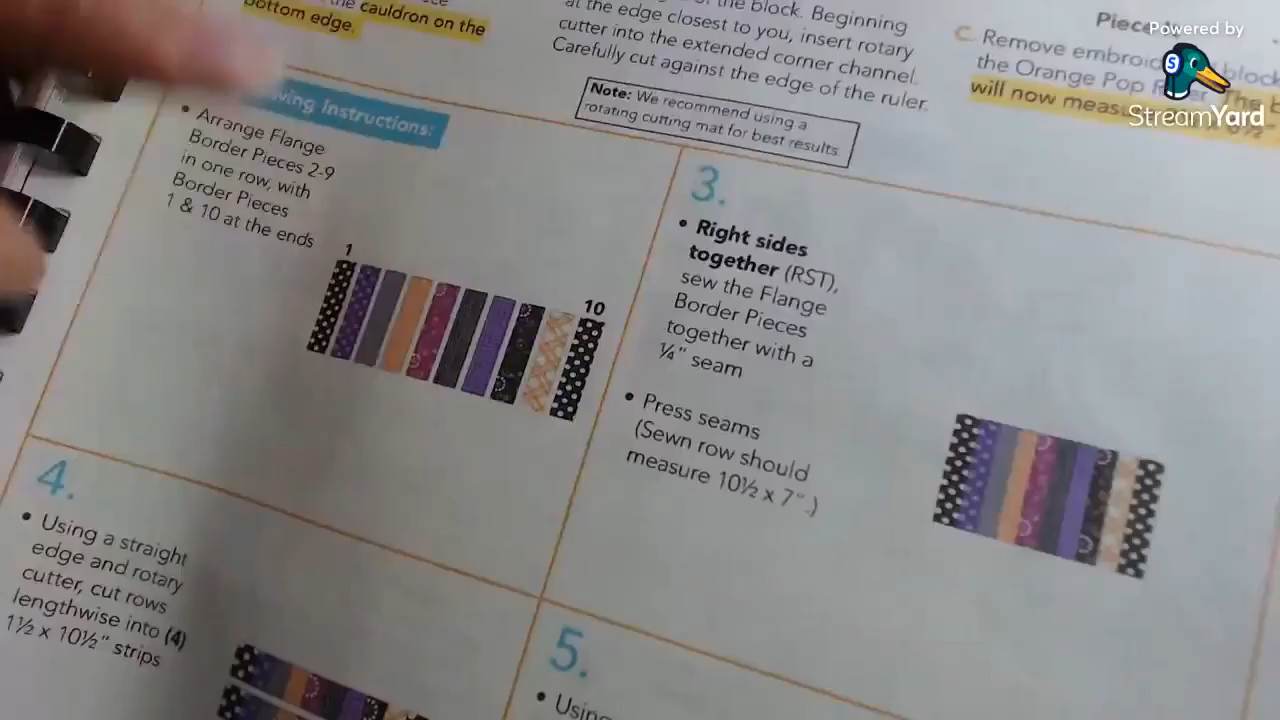 the cauldron on the
bottom edge.
the block. Beginning
at the edge closest to you, insert rotary
cutter into the extended corner channel.
Carefully cut against the edge of the ruler.
Note: We recommend using a
rotating cutting mat for best results.
C. Remove block
the Orange Pop
will now
Powered by
S
StreamYard
Instructions:
• Arrange Flange
Border Pieces 2-9
in one row, with
Border Pieces
1 & 10 at the ends
1
10
3.
• Right sides
together (RST),
sew the Flange
Border Pieces
together with a
¼" seam
• Press seams
(Sewn row should
measure 10½ x 7".)
4.
• Using a straight
edge and rotary
cutter, cut rows
lengthwise into (4)
1½ x 10½" strips
5.
• Using